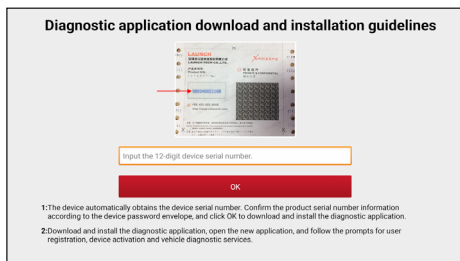 Diagnostic application download and installation guidelines
LAUNCH
Input the 12-digit device serial number.
OK
1:The device automatically obtains the device serial number. Confirm the product serial number information
according to the device password envelope, and click OK to download and install the diagnostic application.
2:Download and install the diagnostic application, open the new application, and follow the prompts for user
registration, device activation and vehicle diagnostic services.